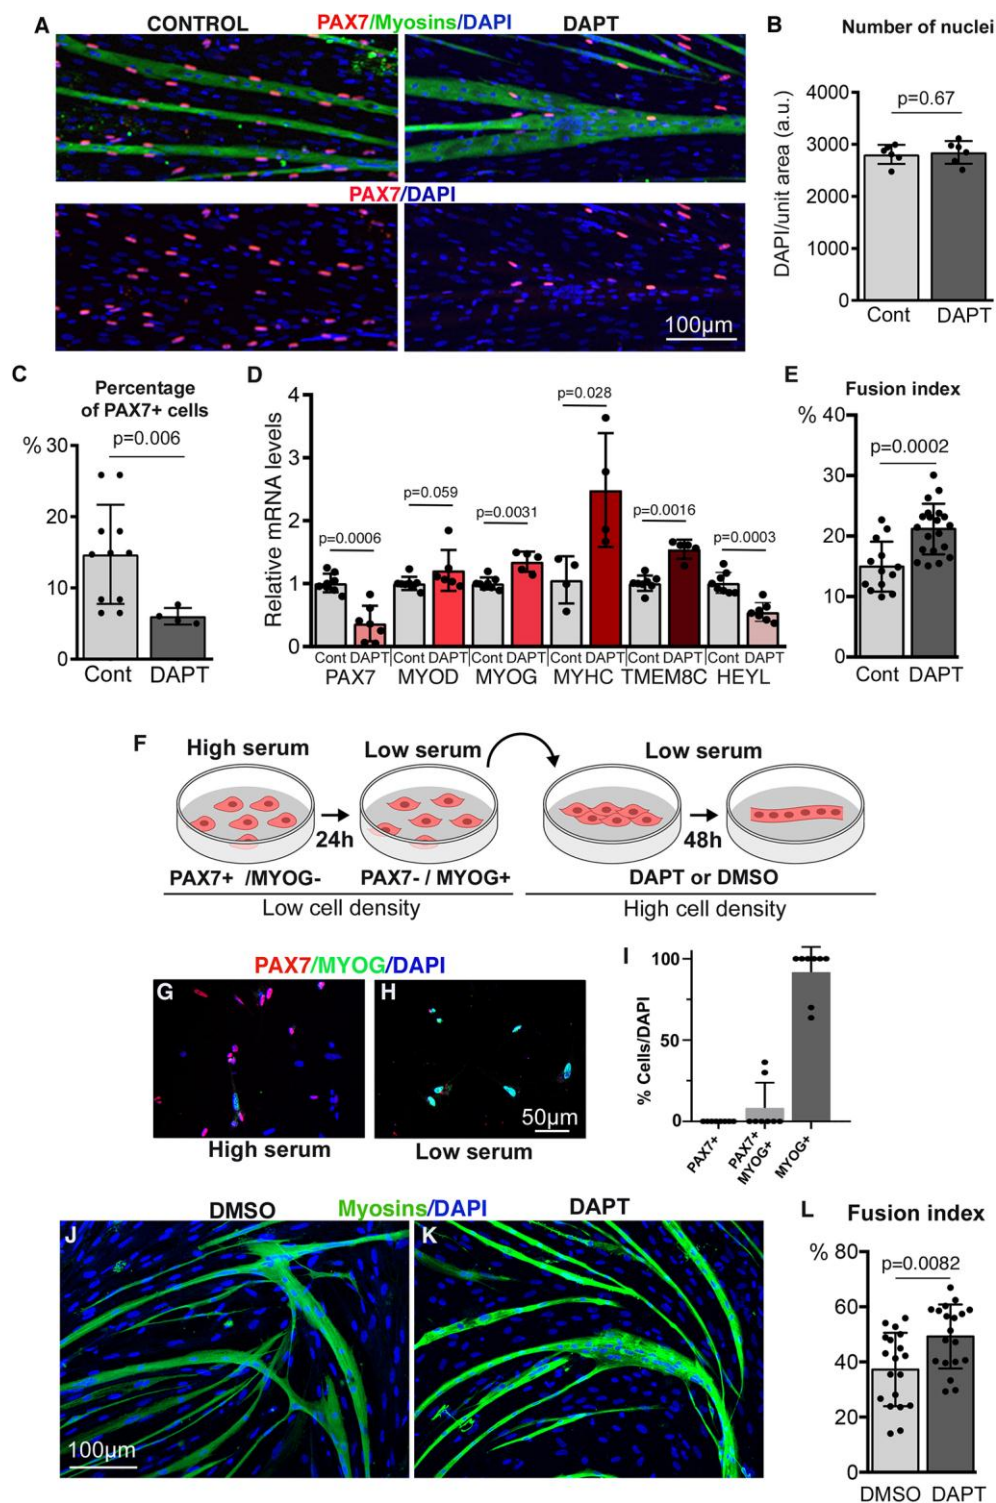 A
CONTROL
PAX7/Myosins/DAPI
DAPT
PAX7/DAPI
100µm
B
Number of nuclei
DAPI/unit area (a.u.)
4000
3000
2000
1000
0
p=0.67
Cont
DAPT
C
Percentage
of PAX7+ cells
%
30
20
10
0
p=0.006
Cont
DAPT
D
Relative mRNA levels
4
3
2
1
0
p=0.0006
p=0.059
p=0.0031
p=0.028
p=0.0016
p=0.0003
Cont DAPT Cont DAPT Cont DAPT Cont DAPT Cont DAPT Cont DAPT
PAX7 MYOD MYOG MYHC TMEM8C HEYL
E
Fusion index
%
40
30
20
10
0
p=0.0002
Cont
DAPT
F
High serum
Low serum
Low serum
24h
48h
PAX7+ /MYOG-
PAX7- / MYOG+
DAPT or DMSO
Low cell density
High cell density
PAX7/MYOG/DAPI
G
H
50µm
High serum
Low serum
I
% Cells/DAPI
100
50
0
PAX7+
PAX7+
MYOG+
MYOG+
DMSO
Myosins/DAPI
DAPT
J
K
100µm
L
Fusion index
%
80
60
40
20
0
p=0.0082
DMSO
DAPT